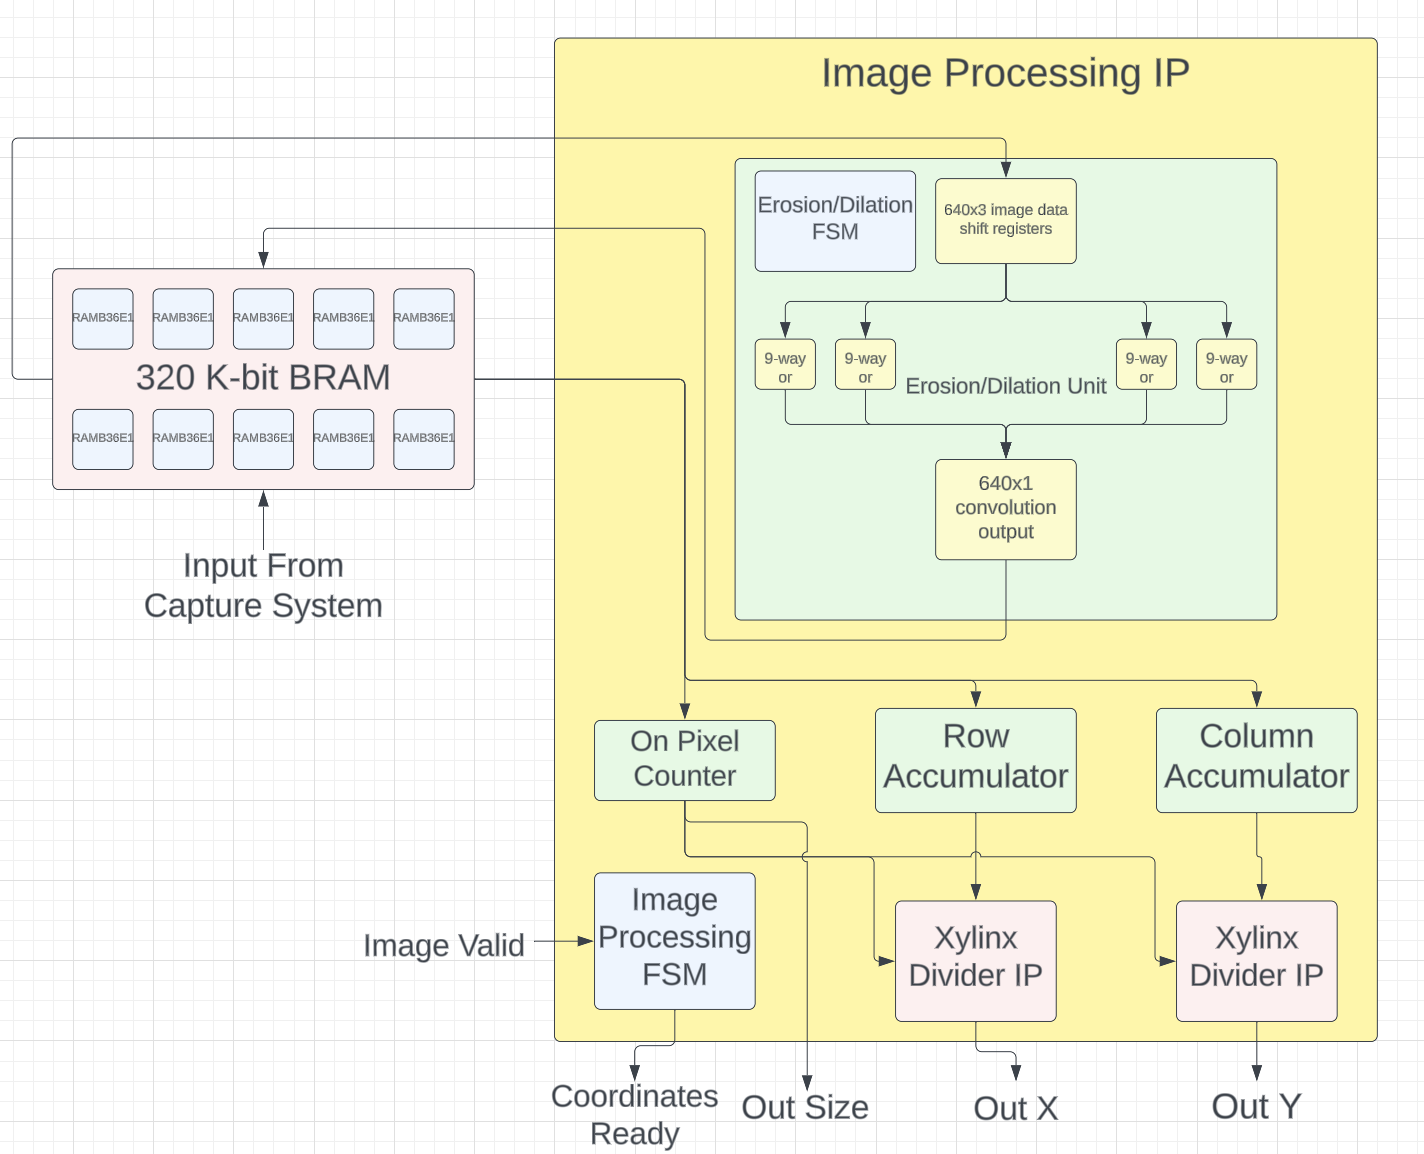 Image Processing IP
Erosion/Dilation
FSM
640x3 image data
shift registers
RAMB36E1
RAMB36E1
RAMB36E1
RAMB36E1
RAMB36E1
320 K-bit BRAM
RAMB36E1
RAMB36E1
RAMB36E1
RAMB36E1
RAMB36E1
9-way
or
9-way
or
Erosion/Dilation Unit
9-way
or
9-way
or
640x1
convolution
output
Input From
Capture System
On Pixel
Counter
Row
Accumulator
Column
Accumulator
Image Valid
Image
Processing
FSM
Xylinx
Divider IP
Xylinx
Divider IP
Coordinates
Ready
Out Size
Out X
Out Y